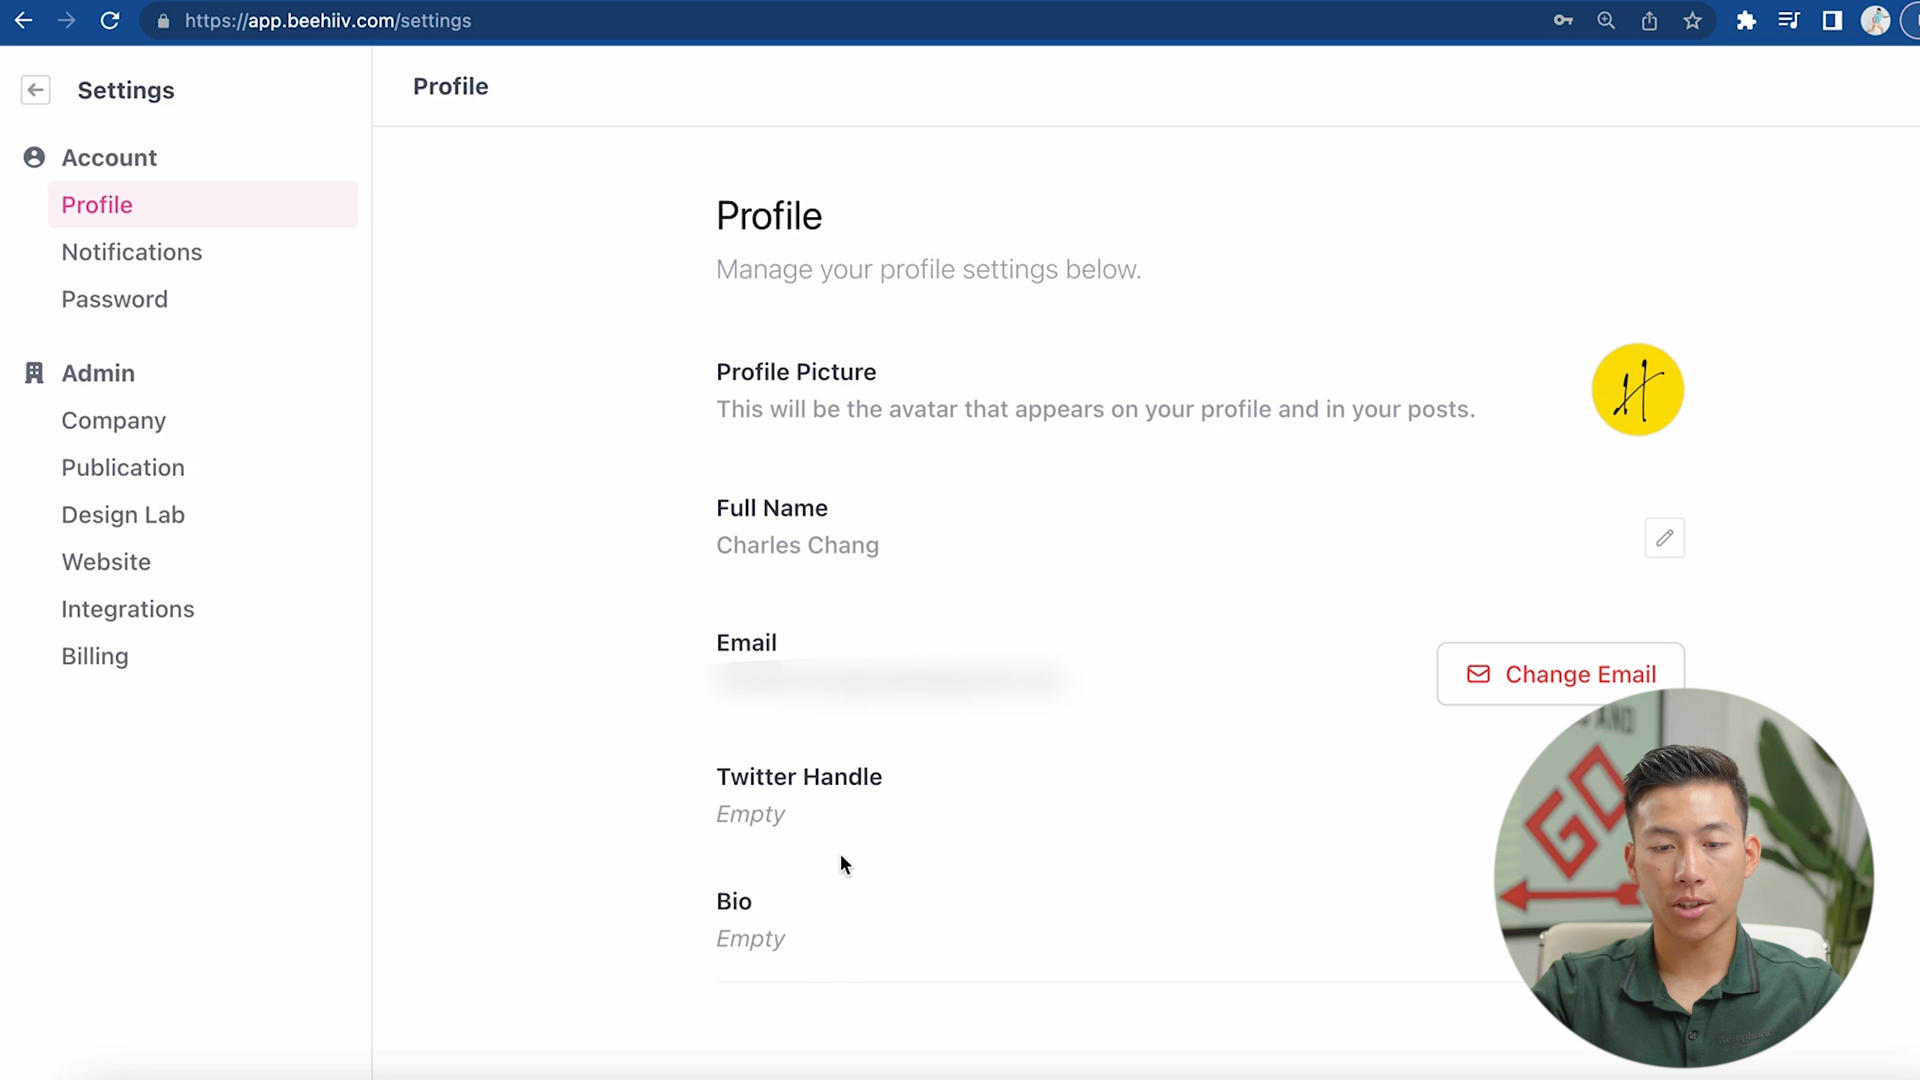 https://app.beehiiv.com/settings
Settings
Profile
Account
Profile
Notifications
Password
Admin
Company
Publication
Design Lab
Website
Integrations
Billing
Profile
Manage your profile settings below.
Profile Picture
This will be the avatar that appears on your profile and in your posts.
H
Full Name
Charles Chang
Email
Change Email
Twitter Handle
Empty
Bio
Empty
AND
GO